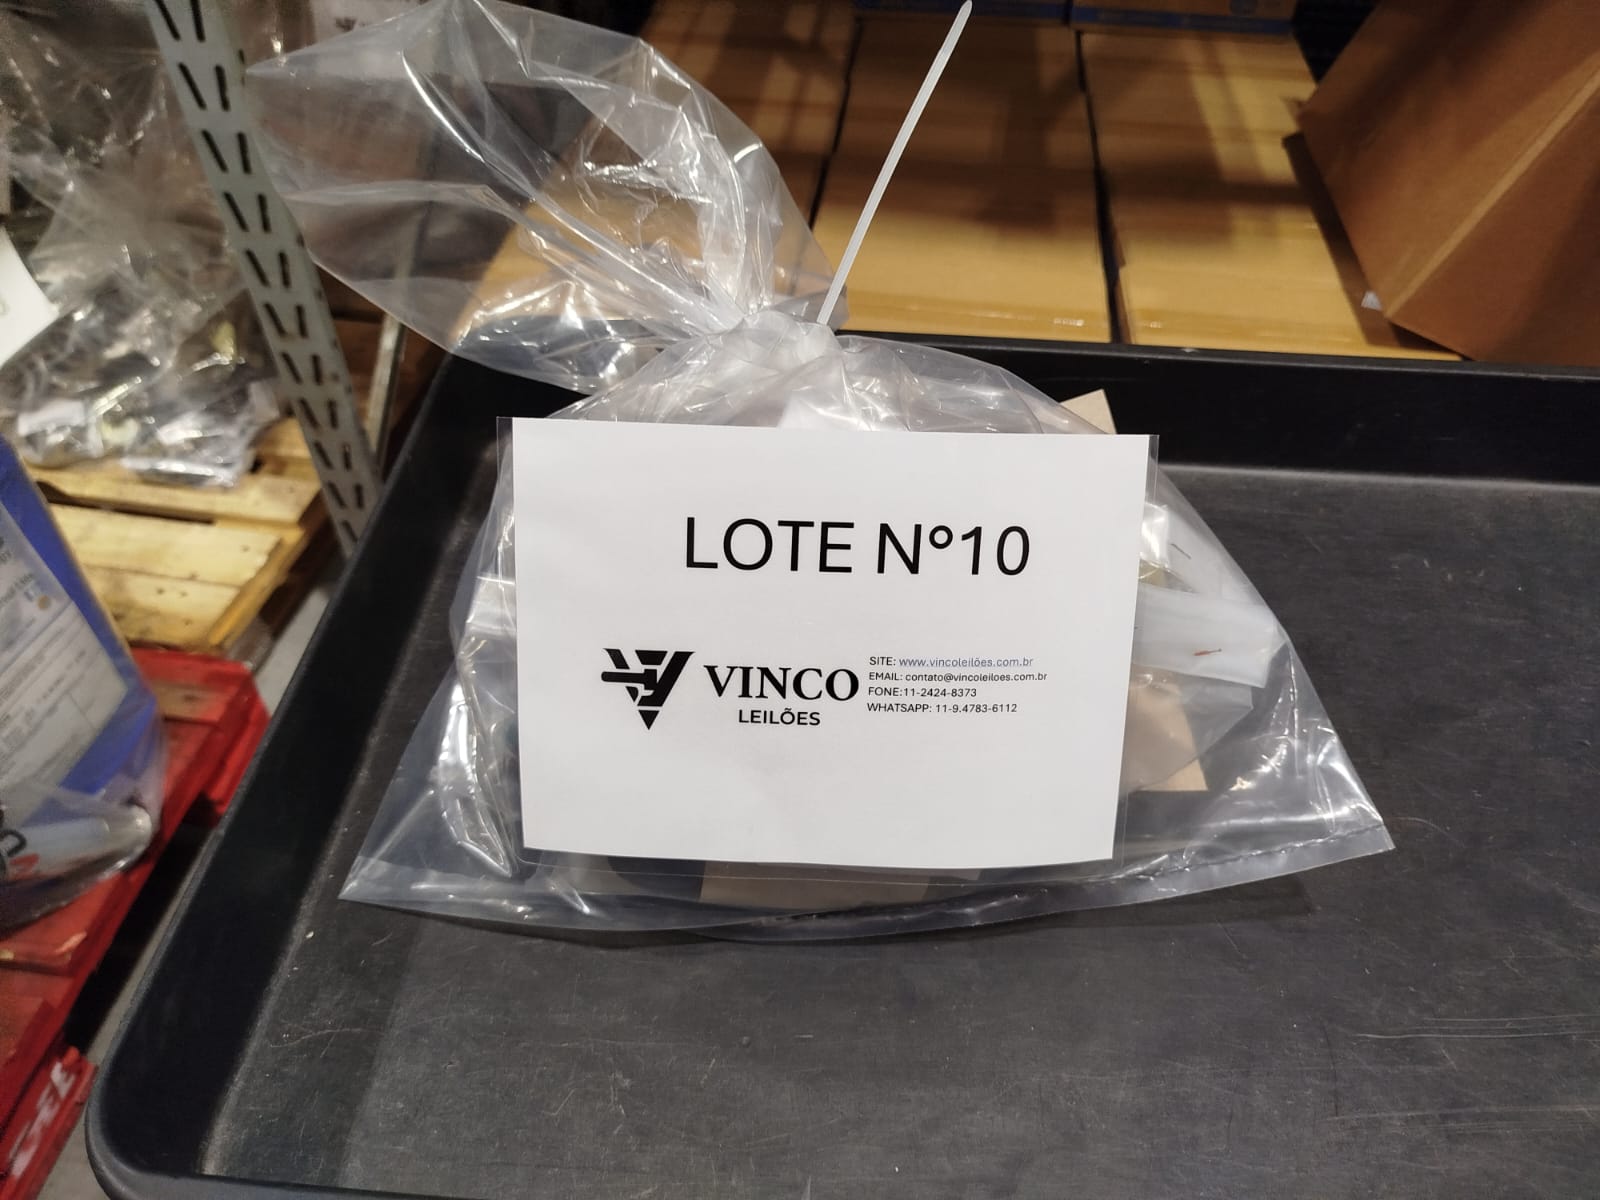 LOTE Nº10
VINCO
LEILÕES
SITE: www.vincoleilões.com.br
EMAIL: contato@vincoleiloes.com.br
FONE:11-2424-8373
WHATSAPP: 11-9.4783-6112